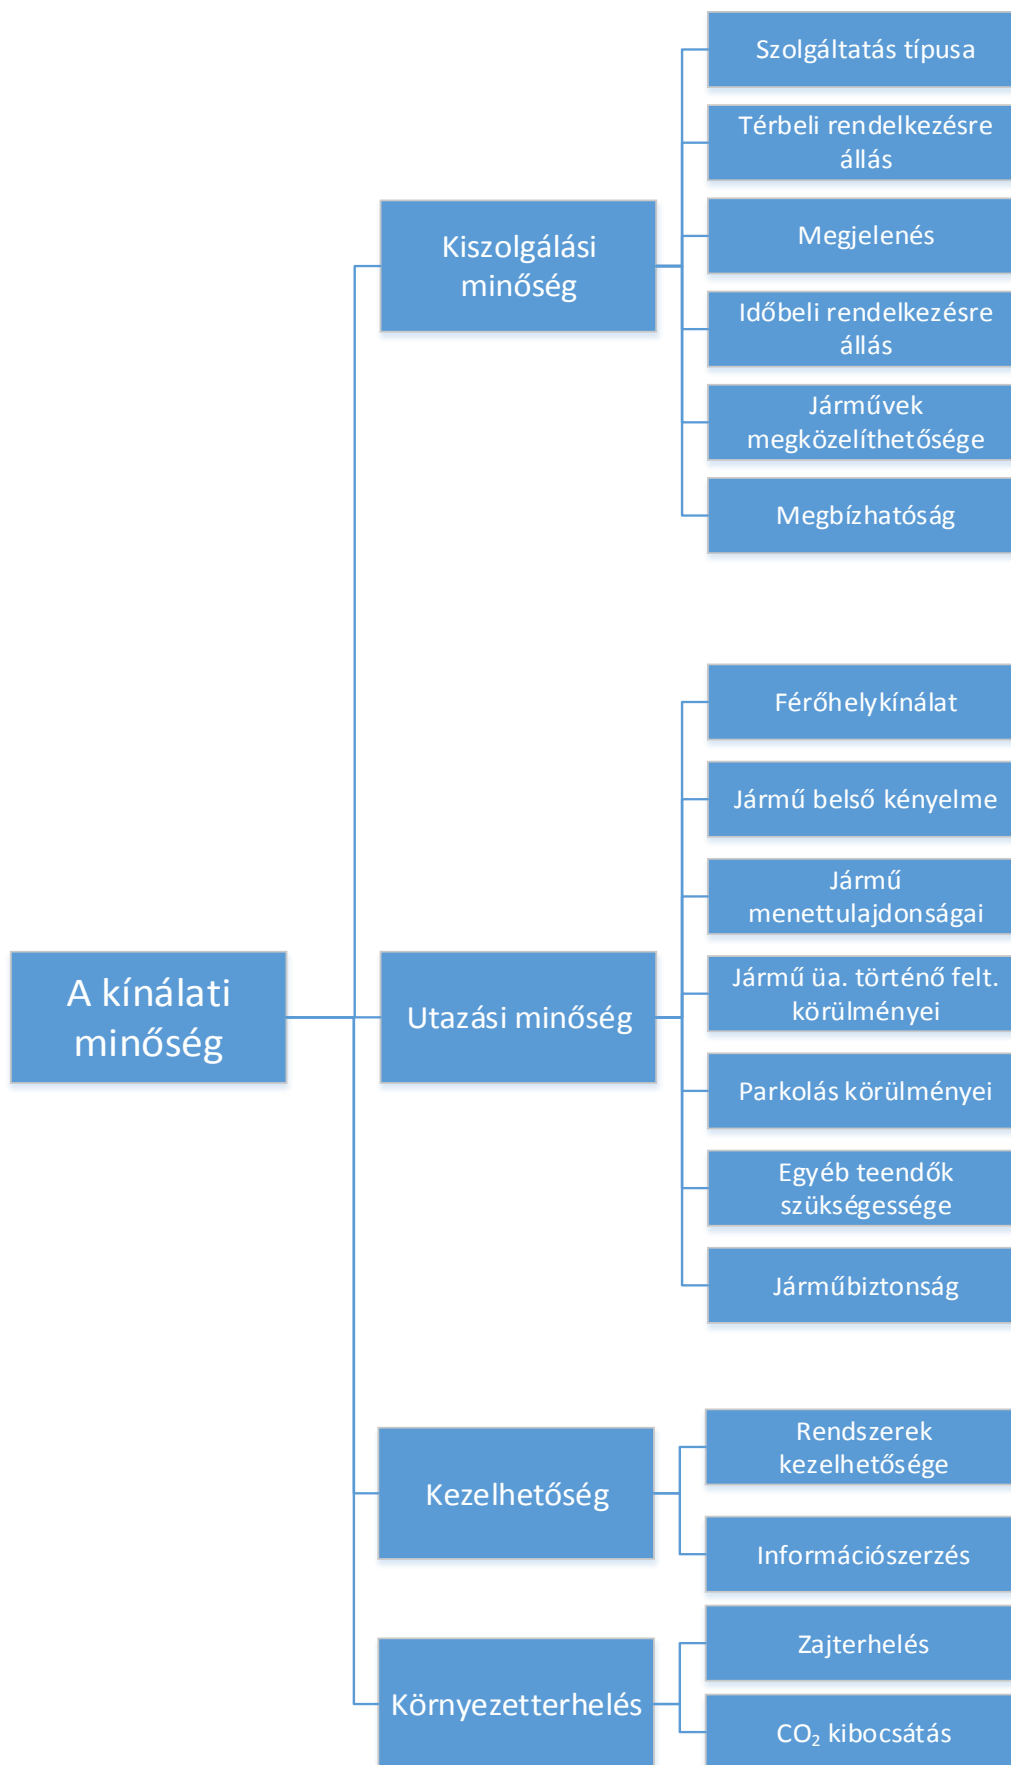 A kínálati
minőség
Kiszolgálási
minőség
Szolgáltatás típusa
Térbeli rendelkezésre
állás
Megjelenés
Időbeli rendelkezésre
állás
Járművek
megközelíthetősége
Megbízhatóság
Utazási minőség
Férőhelykínálat
Jármű belső kényelme
Jármű
menettulajdonságai
Jármű üa. történő felt.
körülményei
Parkolás körülményei
Egyéb teendők
szükségessége
Járműbiztonság
Kezelhetőség
Rendszerek
kezelhetősége
Információszerzés
Környezetterhelés
Zajterhelés
CO₂ kibocsátás